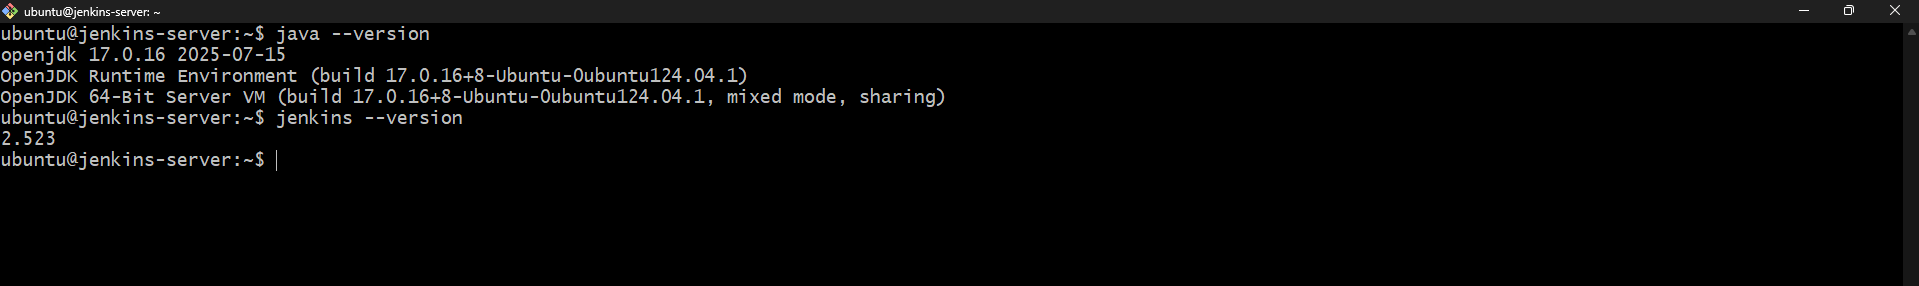 ubuntu@jenkins-server: ~
ubuntu@jenkins-server:~$ java --version
openjdk 17.0.16 2025-07-15
OpenJDK Runtime Environment (build 17.0.16+8-Ubuntu-0ubuntu124.04.1)
OpenJDK 64-Bit Server VM (build 17.0.16+8-Ubuntu-0ubuntu124.04.1, mixed mode, sharing)
ubuntu@jenkins-server:~$ jenkins --version
2.523
ubuntu@jenkins-server:~$